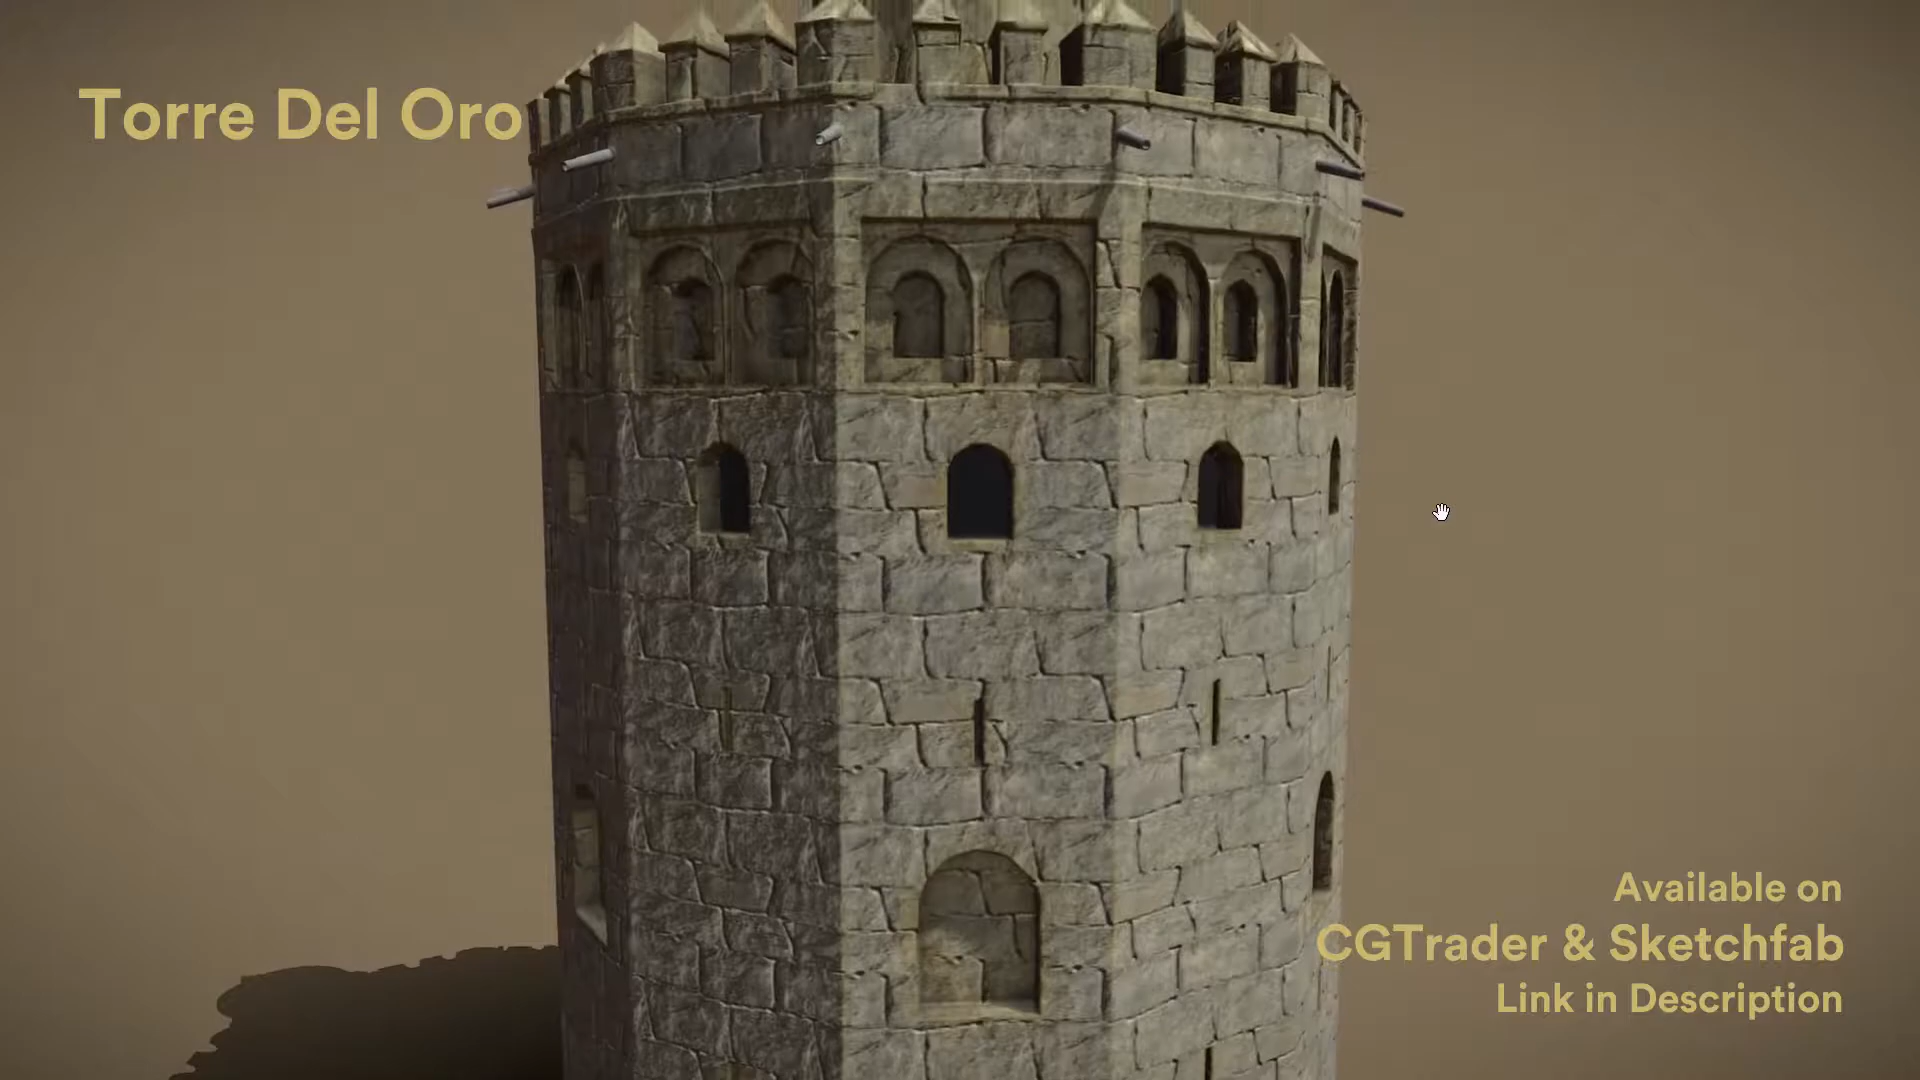 Torre Del Oro
Available on
CGTrader & Sketchfab
Link in Description